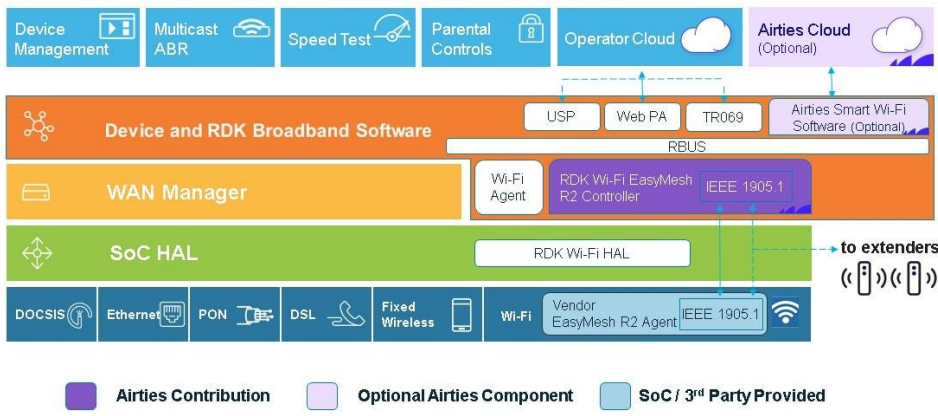 Device
Management
Multicast
ABR
Speed Test
Parental
Controls
Operator Cloud
Airties Cloud
(Optional)
Device and RDK Broadband Software
USP
Web PA
TR069
Airties Smart Wi-Fi
Software (Optional)
RBUS
WAN Manager
Wi-Fi
Agent
RDK Wi-Fi EasyMesh
R2 Controller
IEEE 1905.1
SoC HAL
RDK Wi-Fi HAL
to extenders
DOCSIS
Ethernet
PON
DSL
Fixed
Wireless
Wi-Fi
Vendor
EasyMesh R2 Agent
IEEE 1905.1
Airties Contribution
Optional Airties Component
SoC / 3rd Party Provided